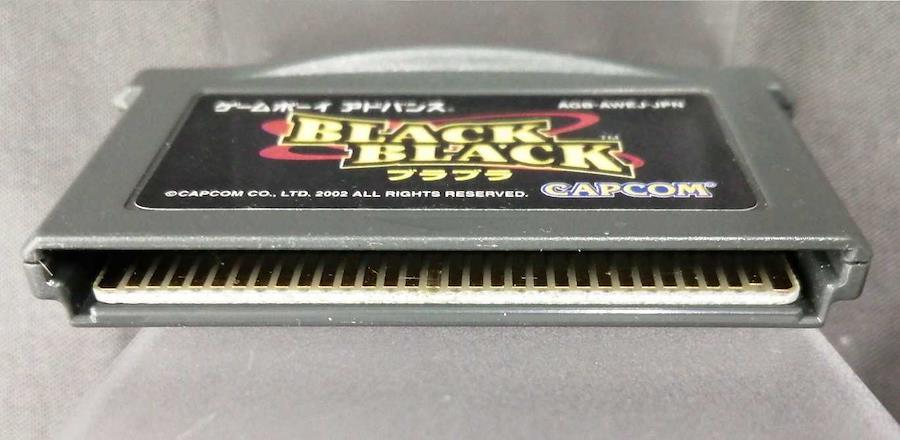 ゲームボーイ アドバンス
AGB-AWEJ-JPN
BLACK
BLACK™
ブラブラ
©CAPCOM CO., LTD. 2002 ALL RIGHTS RESERVED.
CAPCOM®